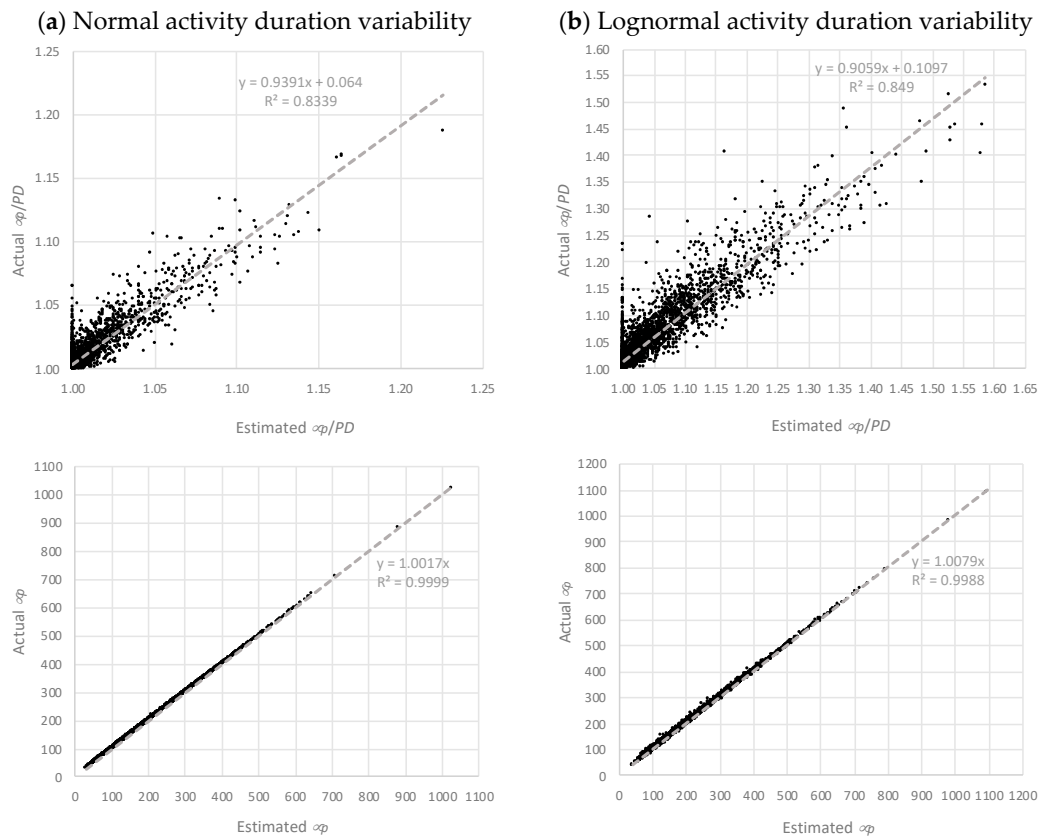 (a) Normal activity duration variability
(b) Lognormal activity duration variability
1.25
1.20
1.15
1.10
1.05
1.00
Actual ∝p/PD
y = 0.9391x + 0.064
R² = 0.8339
1.00 1.05 1.10 1.15 1.20 1.25
Estimated ∝p/PD
1.60
1.55
1.50
1.45
1.40
1.35
1.30
1.25
1.20
1.15
1.10
1.05
1.00
Actual ∝p/PD
y = 0.9059x + 0.1097
R² = 0.849
1.00 1.05 1.10 1.15 1.20 1.25 1.30 1.35 1.40 1.45 1.50 1.55 1.60 1.65
Estimated ∝p/PD
1100
1000
900
800
700
600
500
400
300
200
100
0
Actual ∝p
y = 1.0017x
R² = 0.9999
0 100 200 300 400 500 600 700 800 900 1000 1100
Estimated ∝p
1200
1100
1000
900
800
700
600
500
400
300
200
100
0
Actual ∝p
y = 1.0079x
R² = 0.9988
0 100 200 300 400 500 600 700 800 900 1000 1100 1200
Estimated ∝p